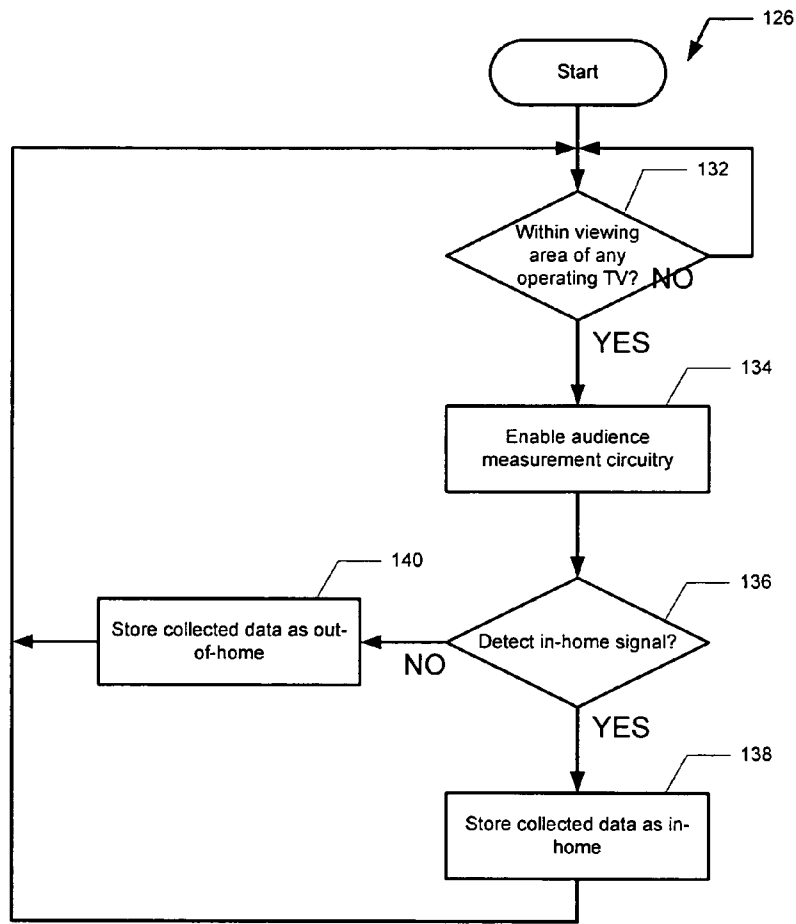 126
Start
132
Within viewing
area of any
operating TV?
NO
YES
134
Enable audience
measurement circuitry
136
Detect in-home signal?
140
Store collected data as out-
of-home
NO
YES
138
Store collected data as in-
home